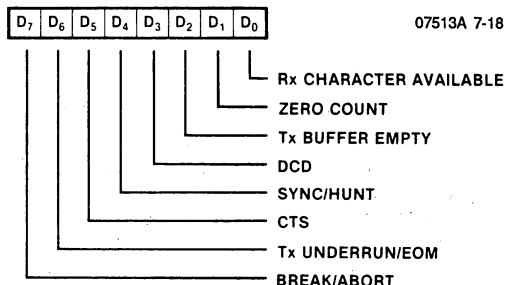 D7 D6 D5 D4 D3 D2 D1 D0
07513A 7-18
Rx CHARACTER AVAILABLE
ZERO COUNT
Tx BUFFER EMPTY
DCD
SYNC/HUNT
CTS
Tx UNDERRUN/EOM
BREAK/ABORT